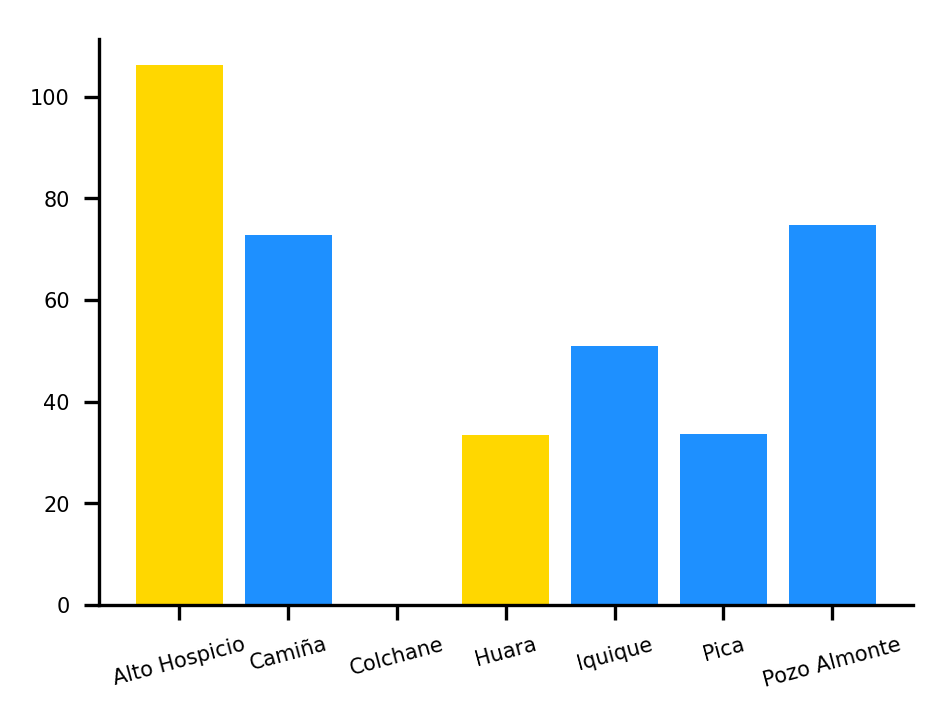 100
80
60
40
20
0
Alto Hospicio
Camiña
Colchane
Huara
Iquique
Pica
Pozo Almonte